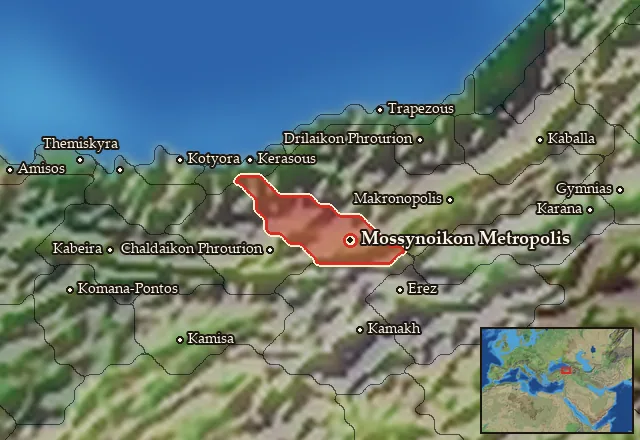 Trapezous
Themiskyra
Drilaikon Phrourion
Kaballa
Amisos
Kotyora
Kerasous
Gymnias
Makronopolis
Karana
Mossynoikon Metropolis
Kabeira
Chaldaikon Phrourion
Komana-Pontos
Erez
Kamisa
Kamakh